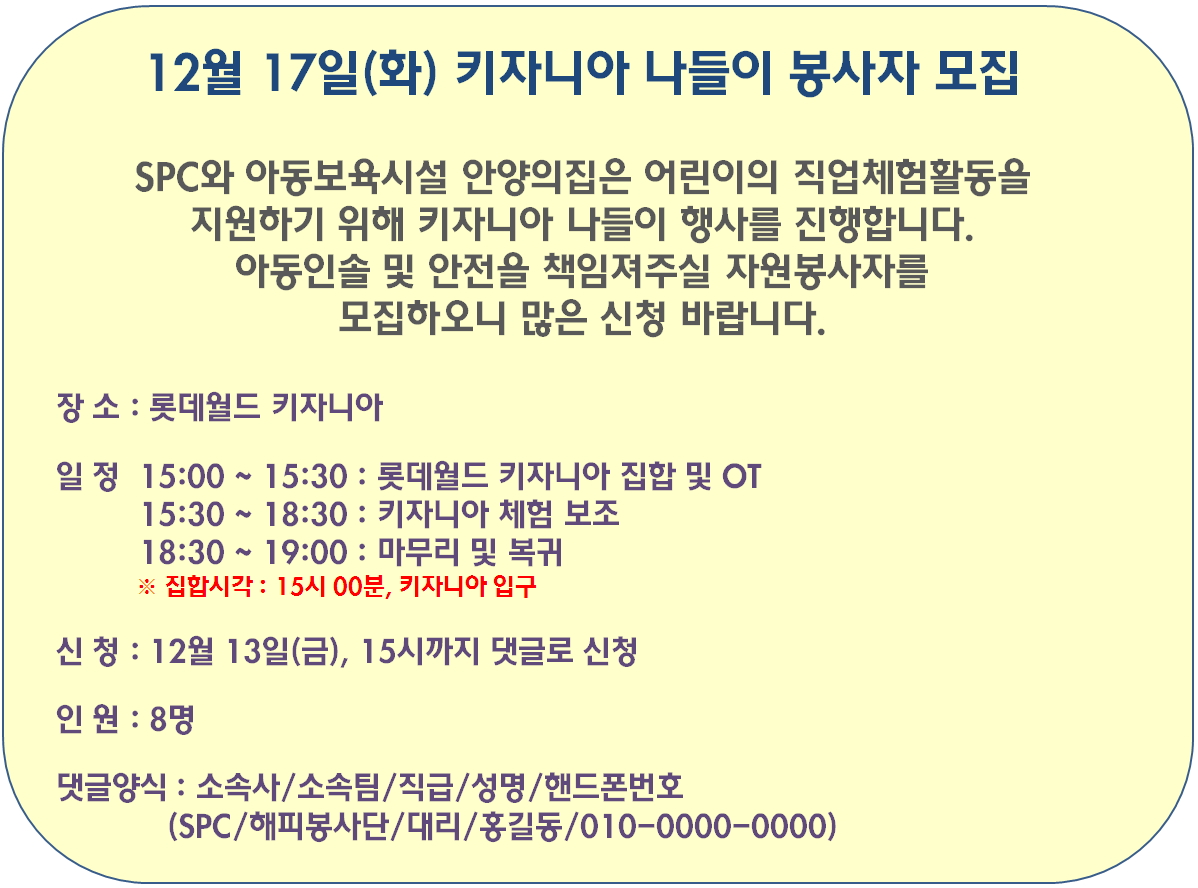 12월 17일(화) 키자니아 나들이 봉사자 모집
SPC와 아동보육시설 안양의집은 어린이의 직업체험활동을
지원하기 위해 키자니아 나들이 행사를 진행합니다.
아동인솔 및 안전을 책임져주실 자원봉사자를
모집하오니 많은 신청 바랍니다.
장 소 : 롯데월드 키자니아
일 정 15:00 ~ 15:30 : 롯데월드 키자니아 집합 및 OT
15:30 ~ 18:30 : 키자니아 체험 보조
18:30 ~ 19:00 : 마무리 및 복귀
※ 집합시각 : 15시 00분, 키자니아 입구
신 청 : 12월 13일(금), 15시까지 댓글로 신청
인 원 : 8명
댓글양식 : 소속사/소속팀/직급/성명/핸드폰번호
(SPC/해피봉사단/대리/홍길동/010-0000-0000)